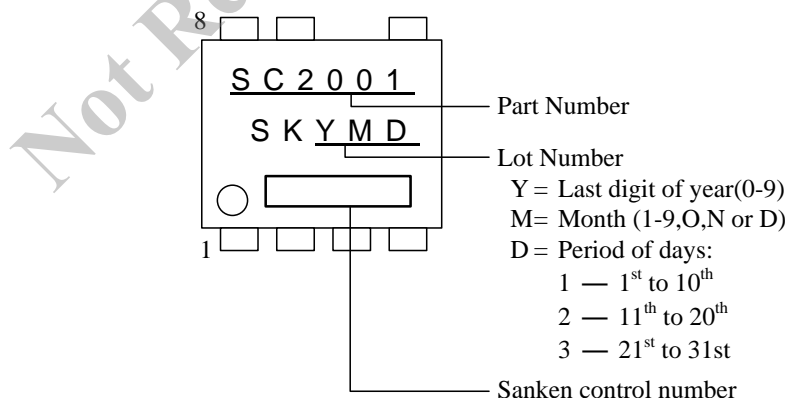 8
SC2001
SKYMD
1
Part Number
Lot Number
Y = Last digit of year(0-9)
M= Month (1-9,O,N or D)
D = Period of days:
1 — 1st to 10th
2 — 11th to 20th
3 — 21st to 31st
Sanken control number
Not